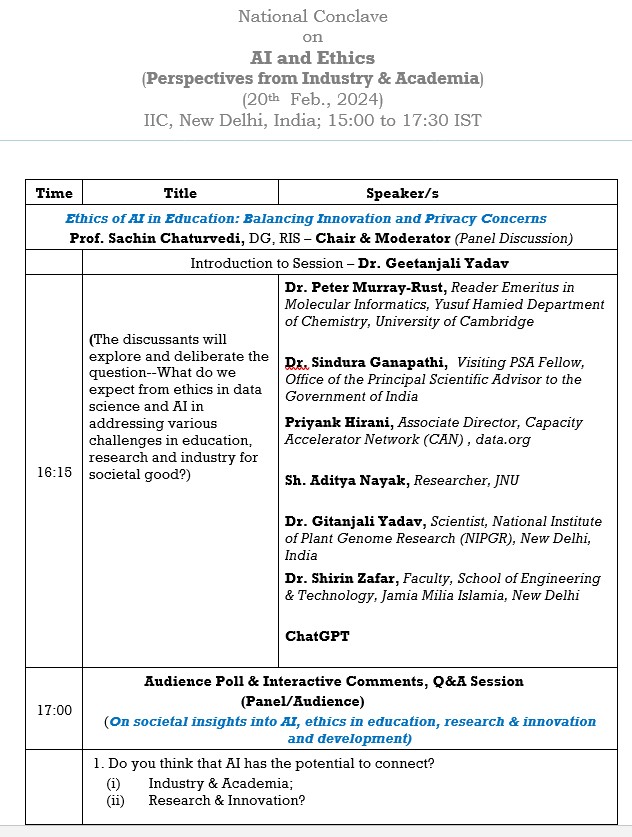 National Conclave
on
AI and Ethics
(Perspectives from Industry & Academia)
(20th Feb., 2024)
IIC, New Delhi, India; 15:00 to 17:30 IST
Time Title Speaker/s
Ethics of AI in Education: Balancing Innovation and Privacy Concerns
Prof. Sachin Chaturvedi, DG, RIS – Chair & Moderator (Panel Discussion)
Introduction to Session – Dr. Geetanjali Yadav
16:15
(The discussants will
explore and deliberate the
question--What do we
expect from ethics in data
science and AI in
addressing various
challenges in education,
research and industry for
societal good?)
Dr. Peter Murray-Rust, Reader Emeritus in
Molecular Informatics, Yusuf Hamied Department
of Chemistry, University of Cambridge
Dr. Sindura Ganapathi, Visiting PSA Fellow,
Office of the Principal Scientific Advisor to the
Government of India
Priyank Hirani, Associate Director, Capacity
Accelerator Network (CAN) , data.org
Sh. Aditya Nayak, Researcher, JNU
Dr. Gitanjali Yadav, Scientist, National Institute
of Plant Genome Research (NIPGR), New Delhi,
India
Dr. Shirin Zafar, Faculty, School of Engineering
& Technology, Jamia Milia Islamia, New Delhi
ChatGPT
17:00
Audience Poll & Interactive Comments, Q&A Session
(Panel/Audience)
(On societal insights into AI, ethics in education, research & innovation
and development)
1. Do you think that AI has the potential to connect?
(i) Industry & Academia;
(ii) Research & Innovation?